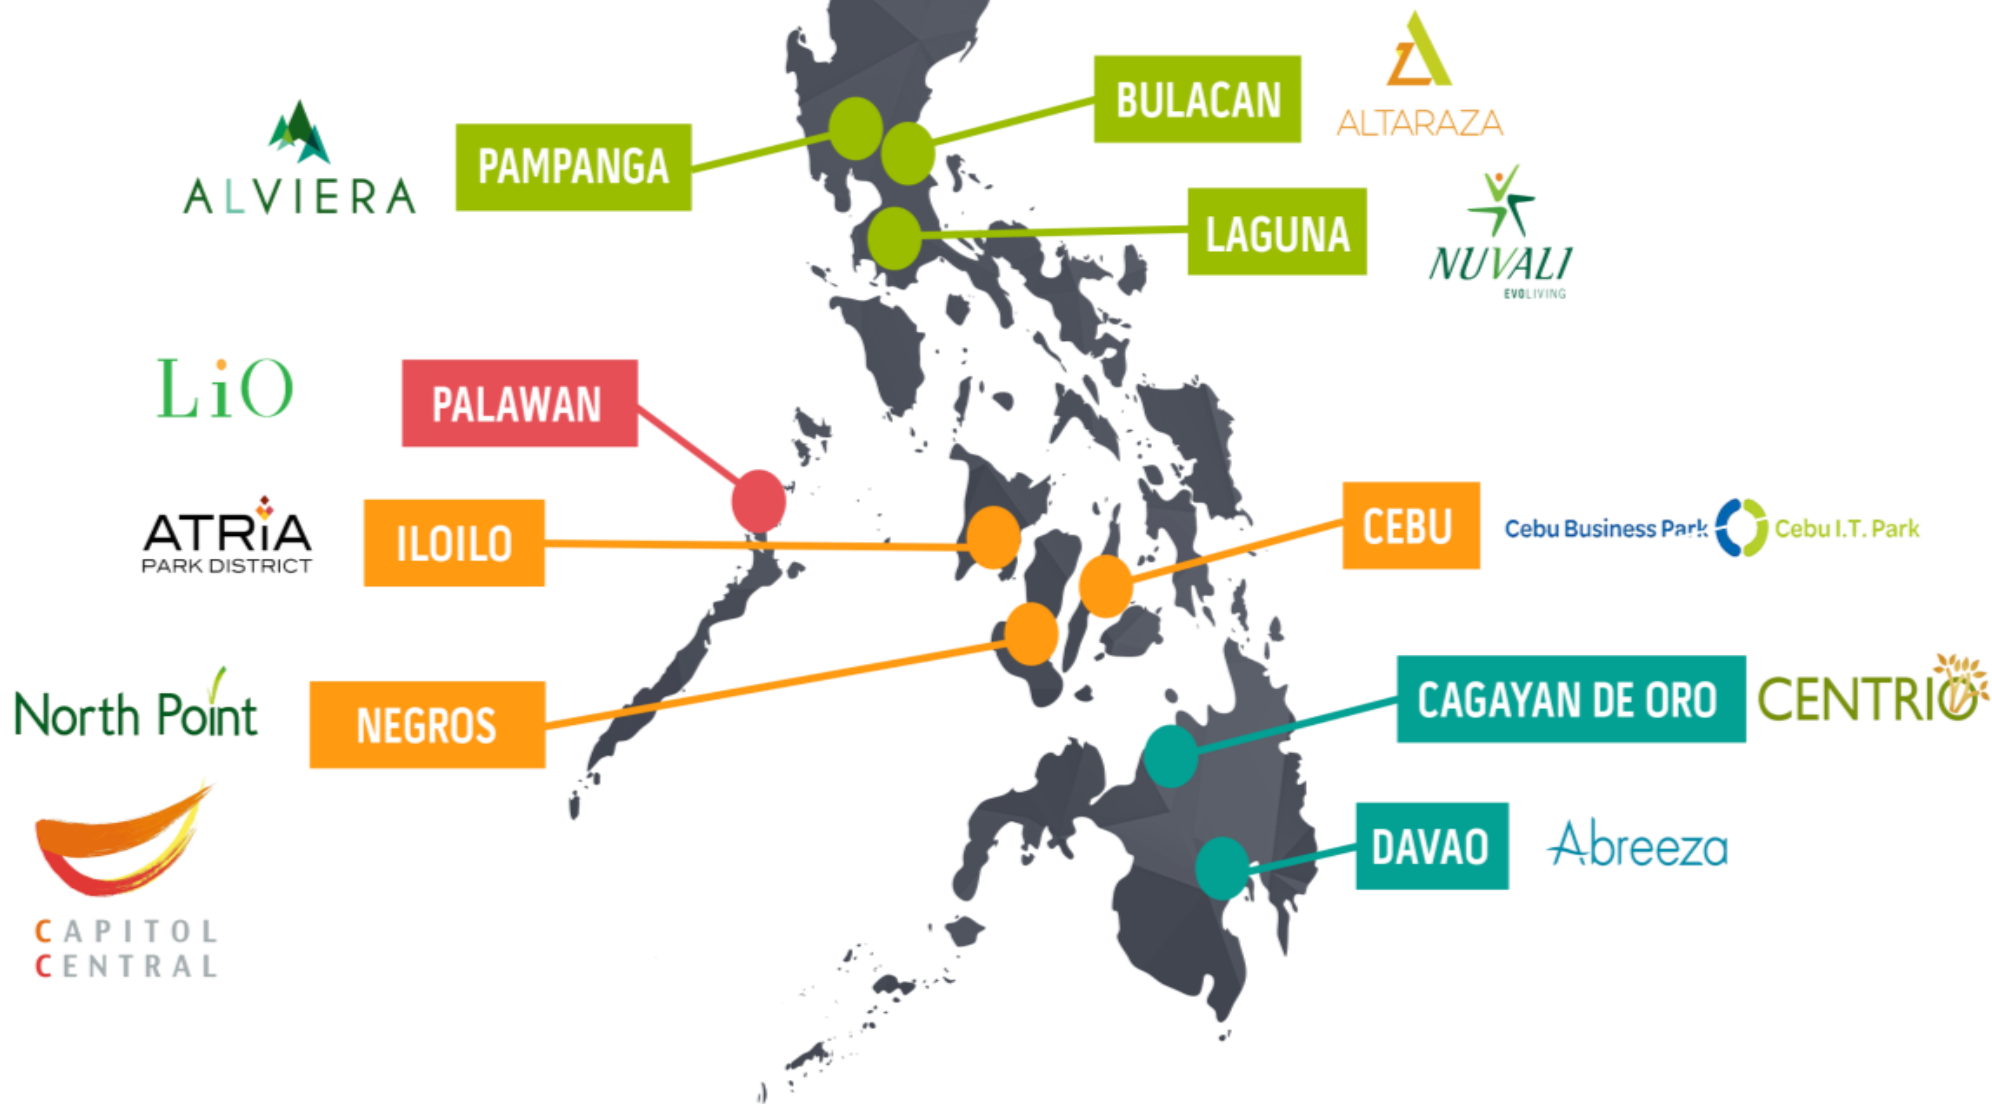 BULACAN
ALTARAZA
ALVIERA
PAMPANGA
LAGUNA
NUVALI
EVOLIVING
LiO
PALAWAN
ATRiA
PARK DISTRICT
ILOILO
CEBU
Cebu Business Park
Cebu I.T. Park
North Point
NEGROS
CAGAYAN DE ORO
CENTRIO
CAPITOL
CENTRAL
DAVAO
Abreeza